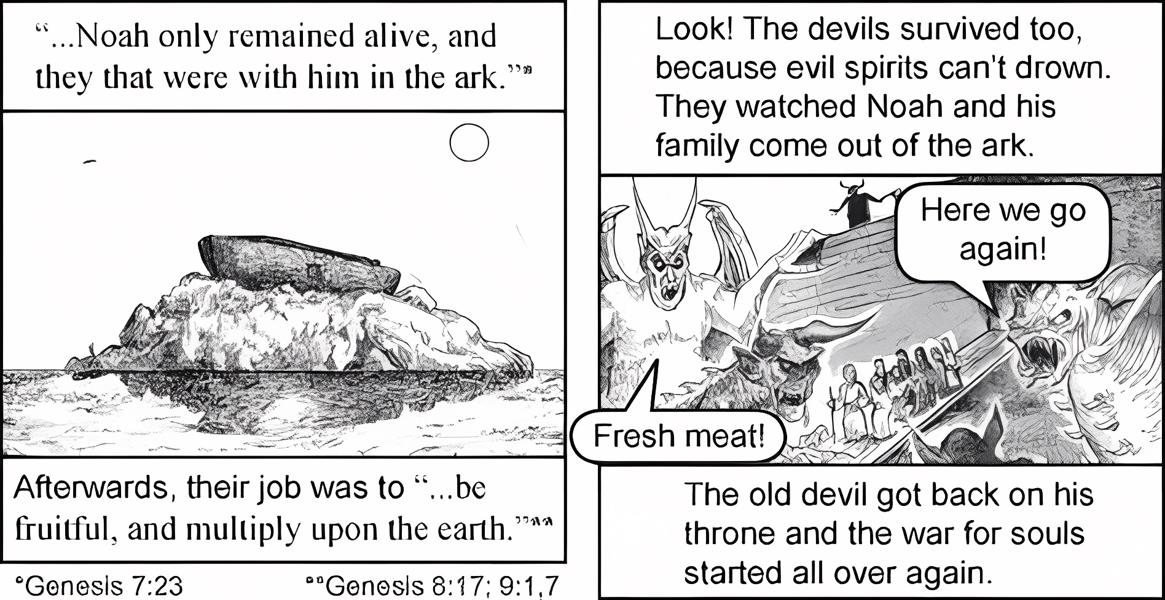 “...Noah only remained alive, and
they that were with him in the ark.”*
Afterwards, their job was to “...be
fruitful, and multiply upon the earth.”**
*Genesis 7:23 **Genesis 8:17; 9:1,7
Look! The devils survived too,
because evil spirits can't drown.
They watched Noah and his
family come out of the ark.
Here we go
again!
Fresh meat!
The old devil got back on his
throne and the war for souls
started all over again.